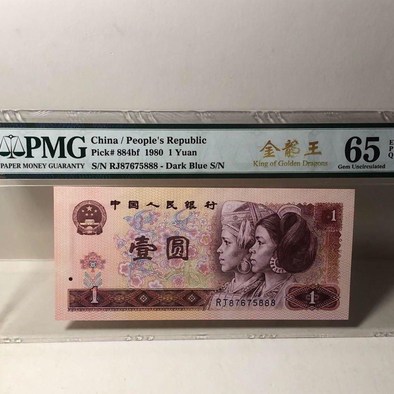 PMG
PAPER MONEY GUARANTY
China / People's Republic
Pick# 884bf 1980 1 Yuan
S/N RJ87675888 - Dark Blue S/N
金龍王
King of Golden Dragons
65 EPQ
Gem Uncirculated
中国人民银行
1
壹圆
RJ87675888
1
1